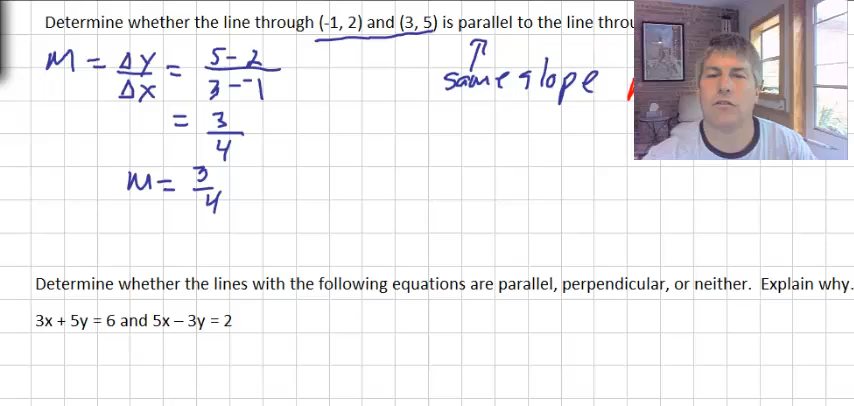 Determine whether the line through (-1, 2) and (3, 5) is parallel to the line
M = ΔY/ΔX = 5-2/3--1
= 3/4
M = 3/4
same slope
Determine whether the lines with the following equations are parallel, perpendicular, or neither. Explain why.
3x + 5y = 6 and 5x – 3y = 2